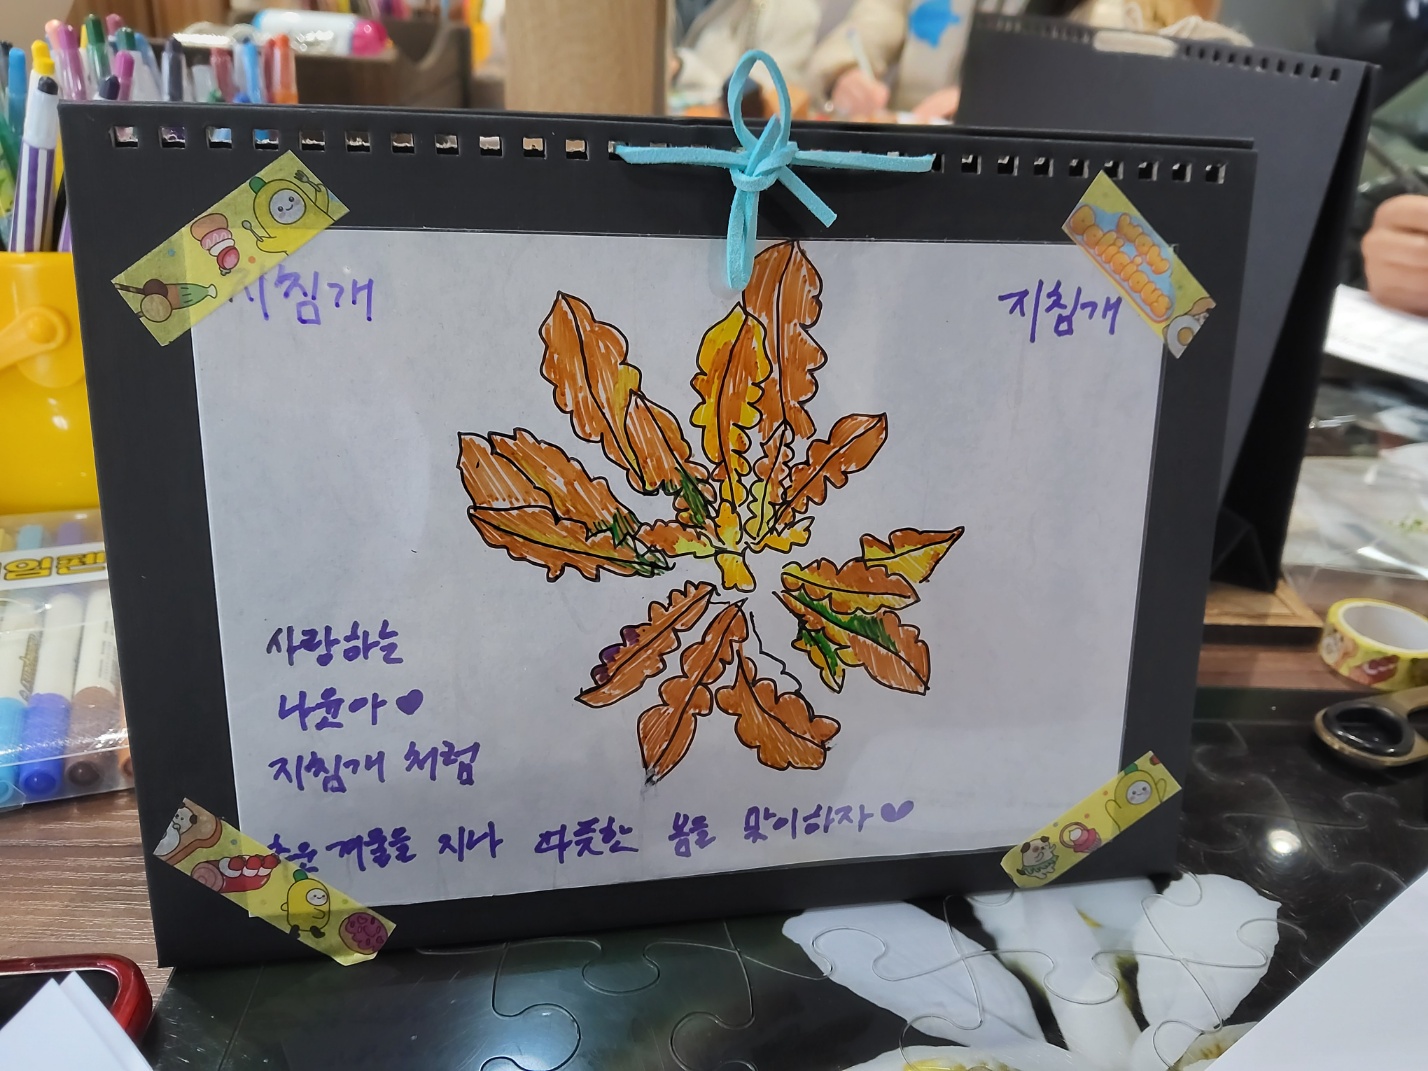 지침개
지침개
Wow
Delicious
사랑하는
나윤아
지침개 처럼
추운 겨울을 지나 따뜻한 봄을 맞이하자